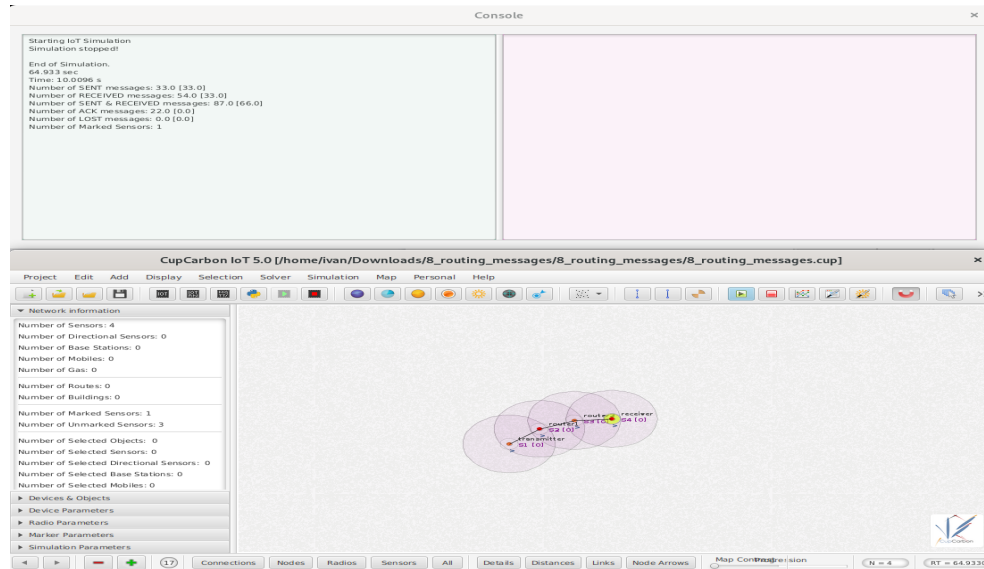 Console
×
Starting IoT Simulation
Simulation stopped!
End of Simulation.
64.933 sec
Time: 10.0096 s
Number of SENT messages: 33.0 [33.0]
Number of RECEIVED messages: 54.0 [33.0]
Number of SENT & RECEIVED messages: 87.0 [66.0]
Number of ACK messages: 22.0 [0.0]
Number of LOST messages: 0.0 [0.0]
Number of Marked Sensors: 1
CupCarbon IoT 5.0 [/home/ivan/Downloads/8_routing_messages/8_routing_messages/8_routing_messages.cup] ×
Project Edit Add Display Selection Solver Simulation Map Personal Help
Network information
Number of Sensors: 4
Number of Directional Sensors: 0
Number of Base Stations: 0
Number of Mobiles: 0
Number of Gas: 0
Number of Routes: 0
Number of Buildings: 0
Number of Marked Sensors: 1
Number of Unmarked Sensors: 3
Number of Selected Objects: 0
Number of Selected Sensors: 0
Number of Selected Directional Sensors: 0
Number of Selected Base Stations: 0
Number of Selected Mobiles: 0
Devices & Objects
Device Parameters
Radio Parameters
Marker Parameters
Simulation Parameters
receiver
S4 [0]
router1
S2 [0]
transmitter
S1 [0]
(17) Connections Nodes Radios Sensors All Details Distances Links Node Arrows N = 4 RT = 64.933